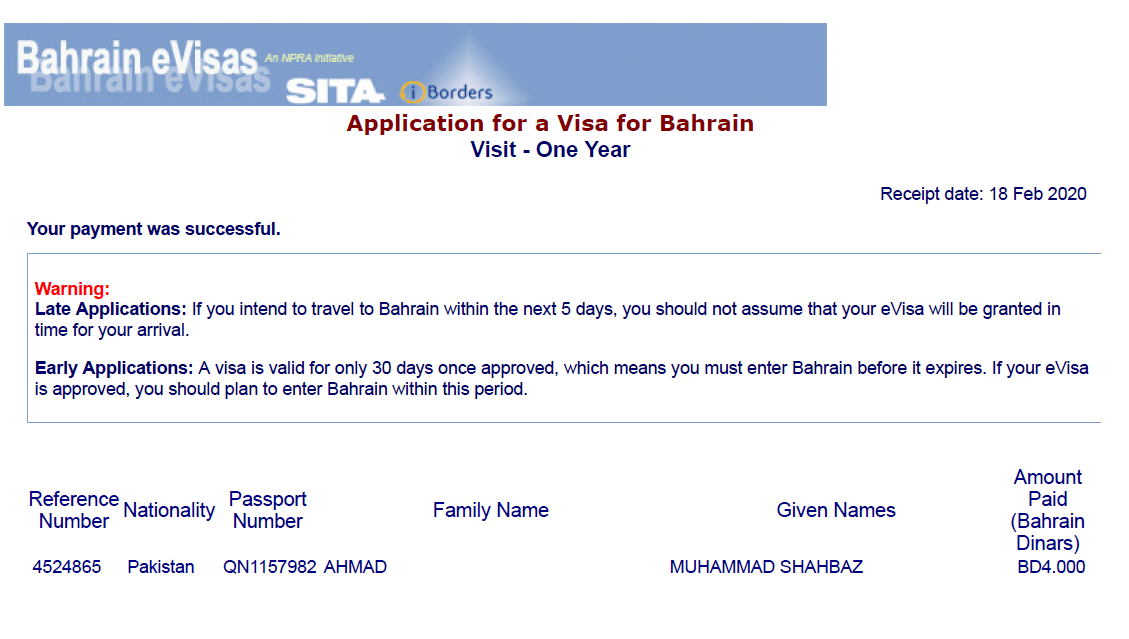 Bahrain eVisas An NPRA Initiative
SITA iBorders
Application for a Visa for Bahrain
Visit - One Year
Receipt date: 18 Feb 2020
Your payment was successful.
Warning:
Late Applications: If you intend to travel to Bahrain within the next 5 days, you should not assume that your eVisa will be granted in
time for your arrival.
Early Applications: A visa is valid for only 30 days once approved, which means you must enter Bahrain before it expires. If your eVisa
is approved, you should plan to enter Bahrain within this period.
Reference Number Nationality Passport Number Family Name Given Names Amount Paid (Bahrain Dinars)
4524865 Pakistan QN1157982 AHMAD MUHAMMAD SHAHBAZ BD4.000